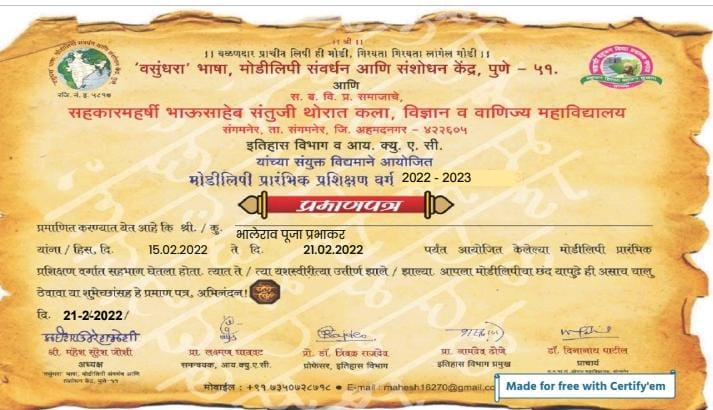 || श्री ||
|| वळणदार प्राचीन लिपी ही मोडी, गिरवता गिरवता लागेल गोडी ||
'वसुंधरा' भाषा, मोडीलिपी संवर्धन आणि संशोधन केंद्र, पुणे - ५१.
रजि. नं. इ. ५८१७
आणि
स. ब. वि. प्र. समाजाचे,
सहकारमहर्षी भाऊसाहेब संतुजी थोरात कला, विज्ञान व वाणिज्य महाविद्यालय
संगमनेर, ता. संगमनेर, जि. अहमदनगर - ४२२६०५
इतिहास विभाग व आय. क्यु. ए. सी.
यांच्या संयुक्त विद्यमाने आयोजित
मोडीलिपी प्रारंभिक प्रशिक्षण वर्ग 2022 - 2023
प्रमाणपत्र
प्रमाणित करण्यात येत आहे कि श्री. / कु. भालेराव पूजा प्रभाकर
यांना / हिस, दि. 15.02.2022 ते दि. 21.02.2022 पर्यंत आयोजित केलेल्या मोडीलिपी प्रारंभिक
प्रशिक्षण वर्गात सहभाग घेतला होता. त्यात ते / त्या यशस्वीरीत्या उत्तीर्ण झाले / झाल्या. आपला मोडीलिपीचा छंद यापुढे ही असाच चालु
ठेवावा या शुभेच्छांसह हे प्रमाण पत्र, अभिनंदन!
दि. 21-2-2022/
श्री. महेश सुरेश जोशी प्रा. लक्ष्मण घायवट प्रो. डॉ. त्रिंबक राजदेव प्रा. नामदेव ढोणे डॉ. दिनानाथ पाटील
अध्यक्ष समन्वयक, आय.क्यु.ए.सी. प्रोफेसर, इतिहास विभाग इतिहास विभाग प्रमुख प्राचार्य
'वसुंधरा' भाषा, मोडीलिपी संवर्धन आणि
संशोधन केंद्र, पुणे-५१
मोबाईल : +९१ ७३५०७२८७१८ ● E-mail : mahesh16270@gmail.co
Made for free with Certify'em